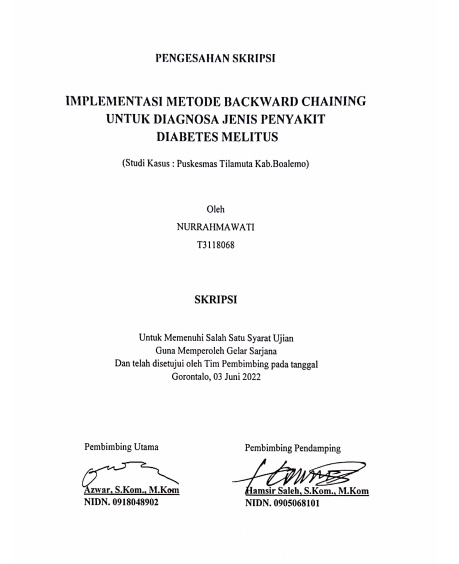 PENGESAHAN SKRIPSI
IMPLEMENTASI METODE BACKWARD CHAINING
UNTUK DIAGNOSA JENIS PENYAKIT
DIABETES MELITUS
(Studi Kasus : Puskesmas Tilamuta Kab.Boalemo)
Oleh
NURRAHMAWATI
T3118068
SKRIPSI
Untuk Memenuhi Salah Satu Syarat Ujian
Guna Memperoleh Gelar Sarjana
Dan telah disetujui oleh Tim Pembimbing pada tanggal
Gorontalo, 03 Juni 2022
Pembimbing Utama
Pembimbing Pendamping
Azwar, S.Kom., M.Kom
Hamsir Saleh, S.Kom., M.Kom
NIDN. 0918048902
NIDN. 0905068101